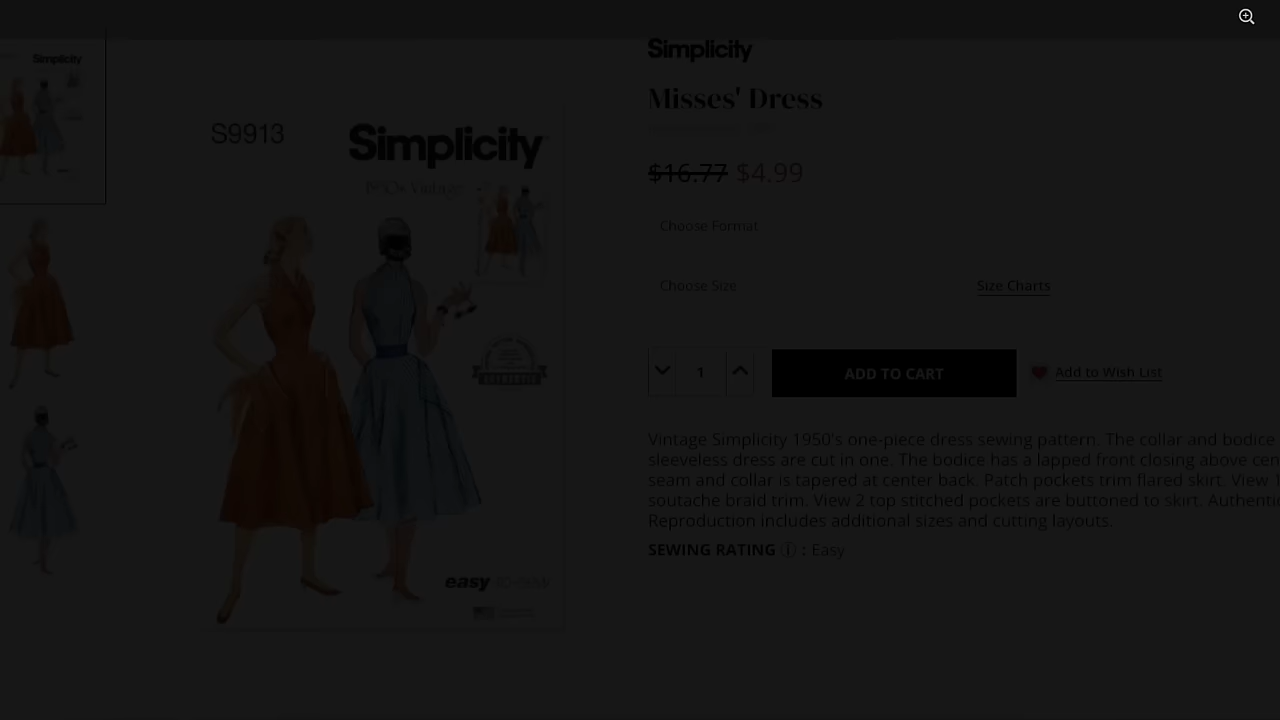 Simplicity
Simplicity
Misses' Dress
S9913
Simplicity
$16.77 $4.99
1950s Vintage
Choose Format
Choose Size
Size Charts
1
ADD TO CART
Add to Wish List
AUTHENTIC
Vintage Simplicity 1950's one-piece dress sewing pattern. The collar and bodice
sleeveless dress are cut in one. The bodice has a lapped front closing above cen
seam and collar is tapered at center back. Patch pockets trim flared skirt. View 1
soutache braid trim. View 2 top stitched pockets are buttoned to skirt. Authentic
Reproduction includes additional sizes and cutting layouts.
SEWING RATING ⓘ : Easy
easy